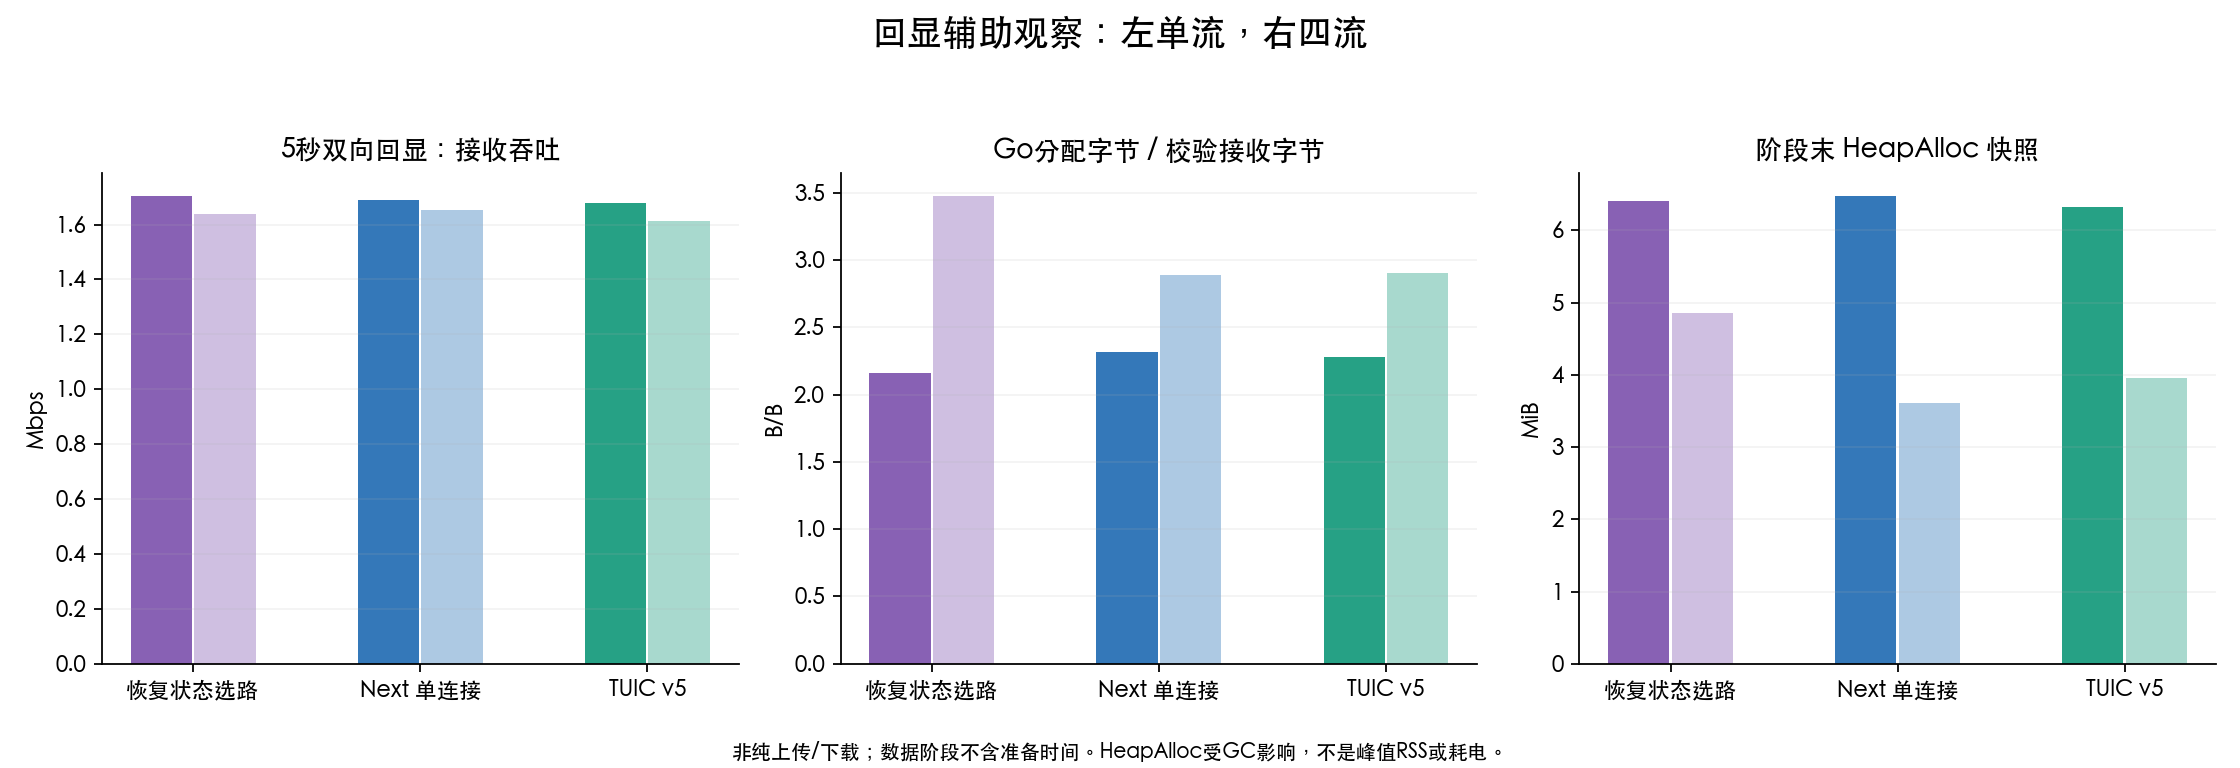 回显辅助观察：左单流，右四流
5秒双向回显：接收吞吐
Mbps
1.6
1.4
1.2
1.0
0.8
0.6
0.4
0.2
0.0
恢复状态选路
Next 单连接
TUIC v5
Go分配字节 / 校验接收字节
B/B
3.5
3.0
2.5
2.0
1.5
1.0
0.5
0.0
恢复状态选路
Next 单连接
TUIC v5
阶段末 HeapAlloc 快照
MiB
6
5
4
3
2
1
0
恢复状态选路
Next 单连接
TUIC v5
非纯上传/下载；数据阶段不含准备时间。HeapAlloc受GC影响，不是峰值RSS或耗电。